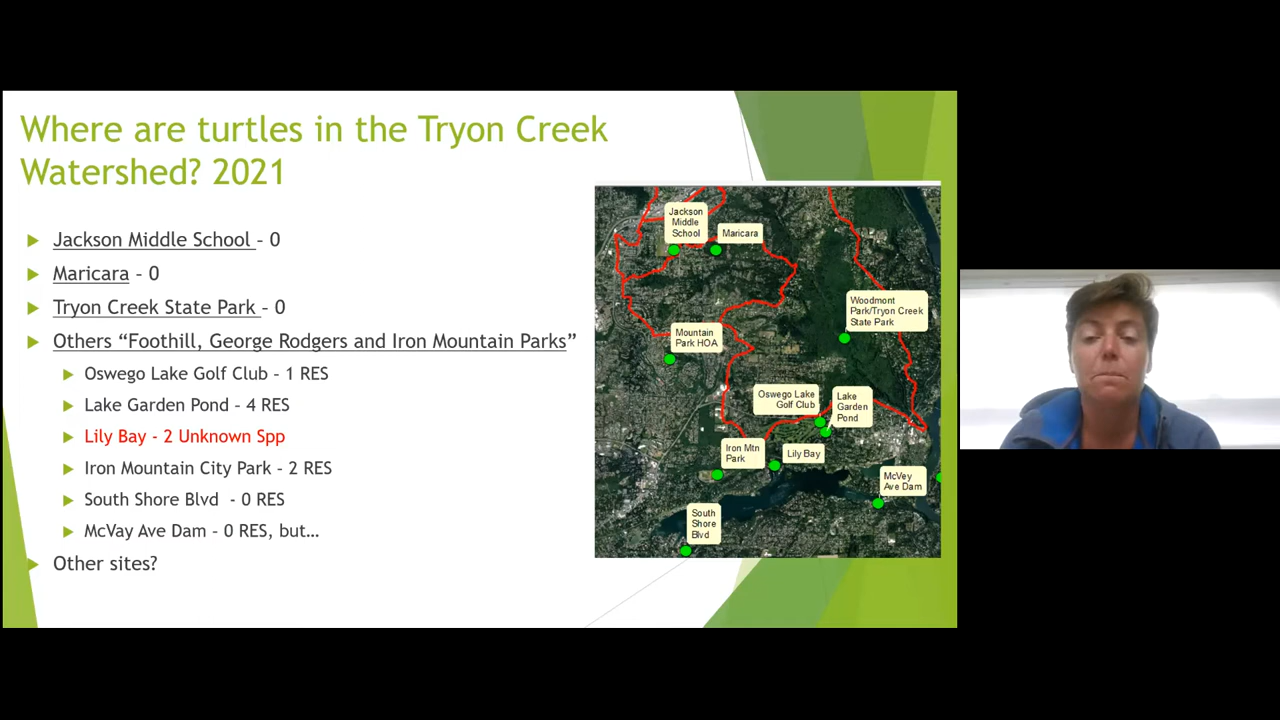 Where are turtles in the Tryon Creek
Watershed? 2021
Jackson Middle School – 0
Maricara – 0
Tryon Creek State Park – 0
Others “Foothill, George Rodgers and Iron Mountain Parks”
Oswego Lake Golf Club – 1 RES
Lake Garden Pond – 4 RES
Lily Bay - 2 Unknown Spp
Iron Mountain City Park – 2 RES
South Shore Blvd  - 0 RES
McVay Ave Dam – 0 RES, but…
Other sites?
Jackson
Middle
School
Maricara
Woodmont
Park/Tryon Creek
State Park
Mountain
Park HOA
Oswego Lake
Golf Club
Lake
Garden
Pond
Iron Mtn
Park
Lily Bay
McVey
Ave Dam
South
Shore
Blvd